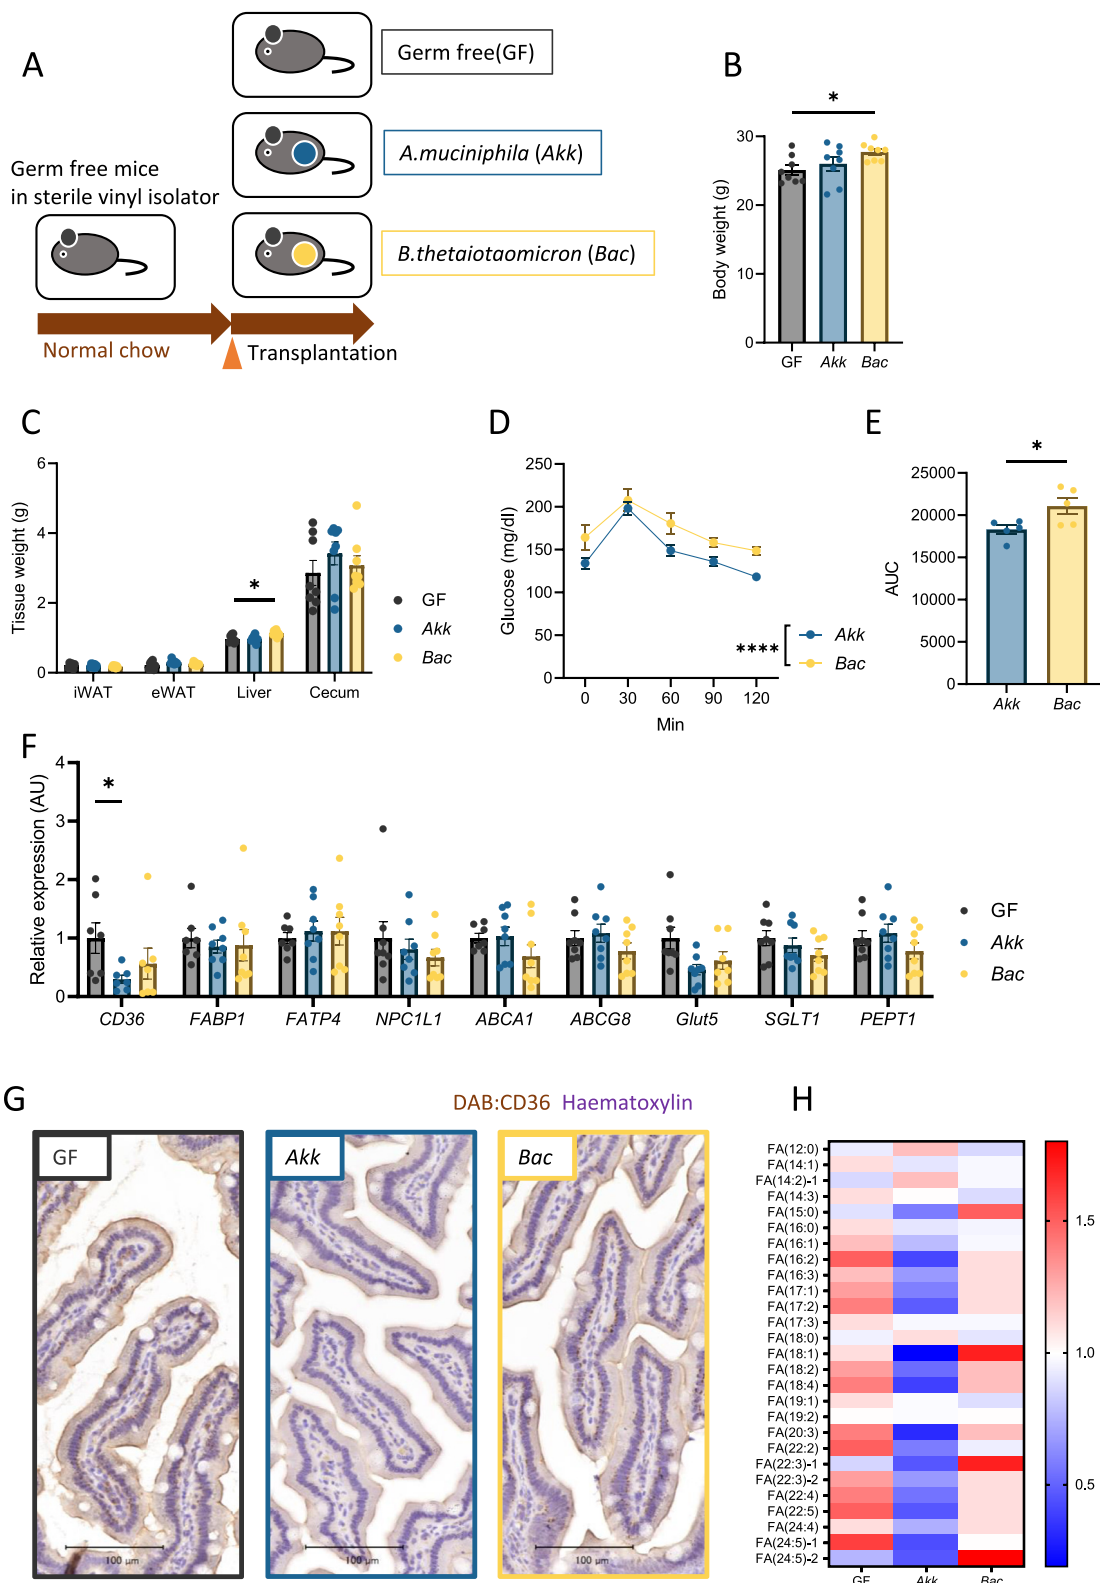 A
Germ free(GF)
A.muciniphila (Akk)
Germ free mice
in sterile vinyl isolator
B.thetaiotaomicron (Bac)
Normal chow
Transplantation
B
*
Body weight (g)
30
20
10
0
GF Akk Bac
C
Tissue weight (g)
6
4
2
0
*
iWAT eWAT Liver Cecum
GF
Akk
Bac
D
Glucose (mg/dl)
250
200
150
100
50
0
0 30 60 90 120
Min
****
Akk
Bac
E
*
AUC
25000
20000
15000
10000
5000
0
Akk Bac
F
Relative expression (AU)
4
3
2
1
0
*
CD36 FABP1 FATP4 NPC1L1 ABCA1 ABCG8 Glut5 SGLT1 PEPT1
GF
Akk
Bac
G
DAB:CD36 Haematoxylin
GF
Akk
Bac
100 μm
100 μm
100 μm
H
FA(12:0)
FA(14:1)
FA(14:2)-1
FA(14:3)
FA(15:0)
FA(16:0)
FA(16:1)
FA(16:2)
FA(16:3)
FA(17:1)
FA(17:2)
FA(17:3)
FA(18:0)
FA(18:1)
FA(18:2)
FA(18:4)
FA(19:1)
FA(19:2)
FA(20:3)
FA(22:2)
FA(22:3)-1
FA(22:3)-2
FA(22:4)
FA(22:5)
FA(24:4)
FA(24:5)-1
FA(24:5)-2
GF Akk Bac
1.5
1.0
0.5